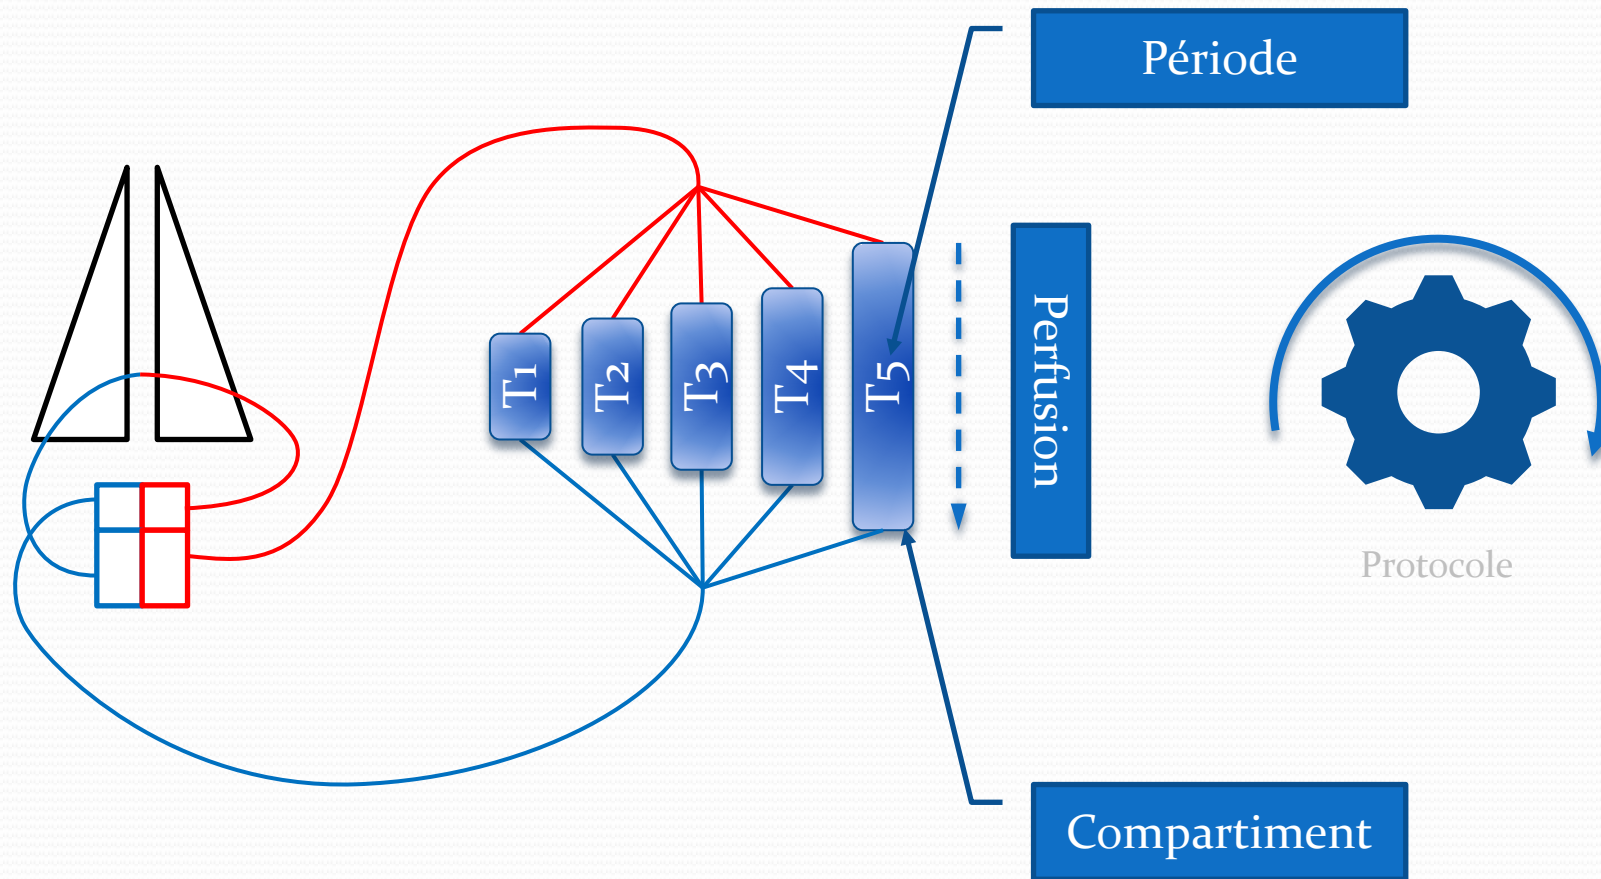 Période
T1
T2
T3
T4
T5
Perfusion
Protocole
Compartiment